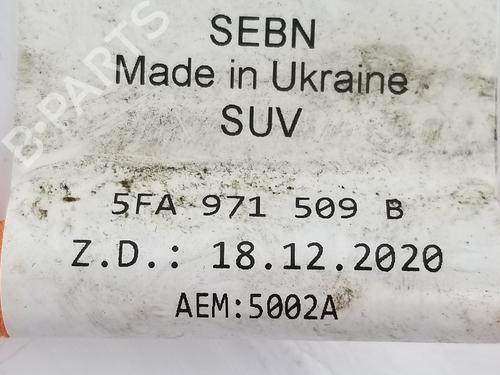 B-PARTS
SEBN
Made in Ukraine
SUV
5FA 971 509 B
Z.D.: 18.12.2020
AEM:5002A